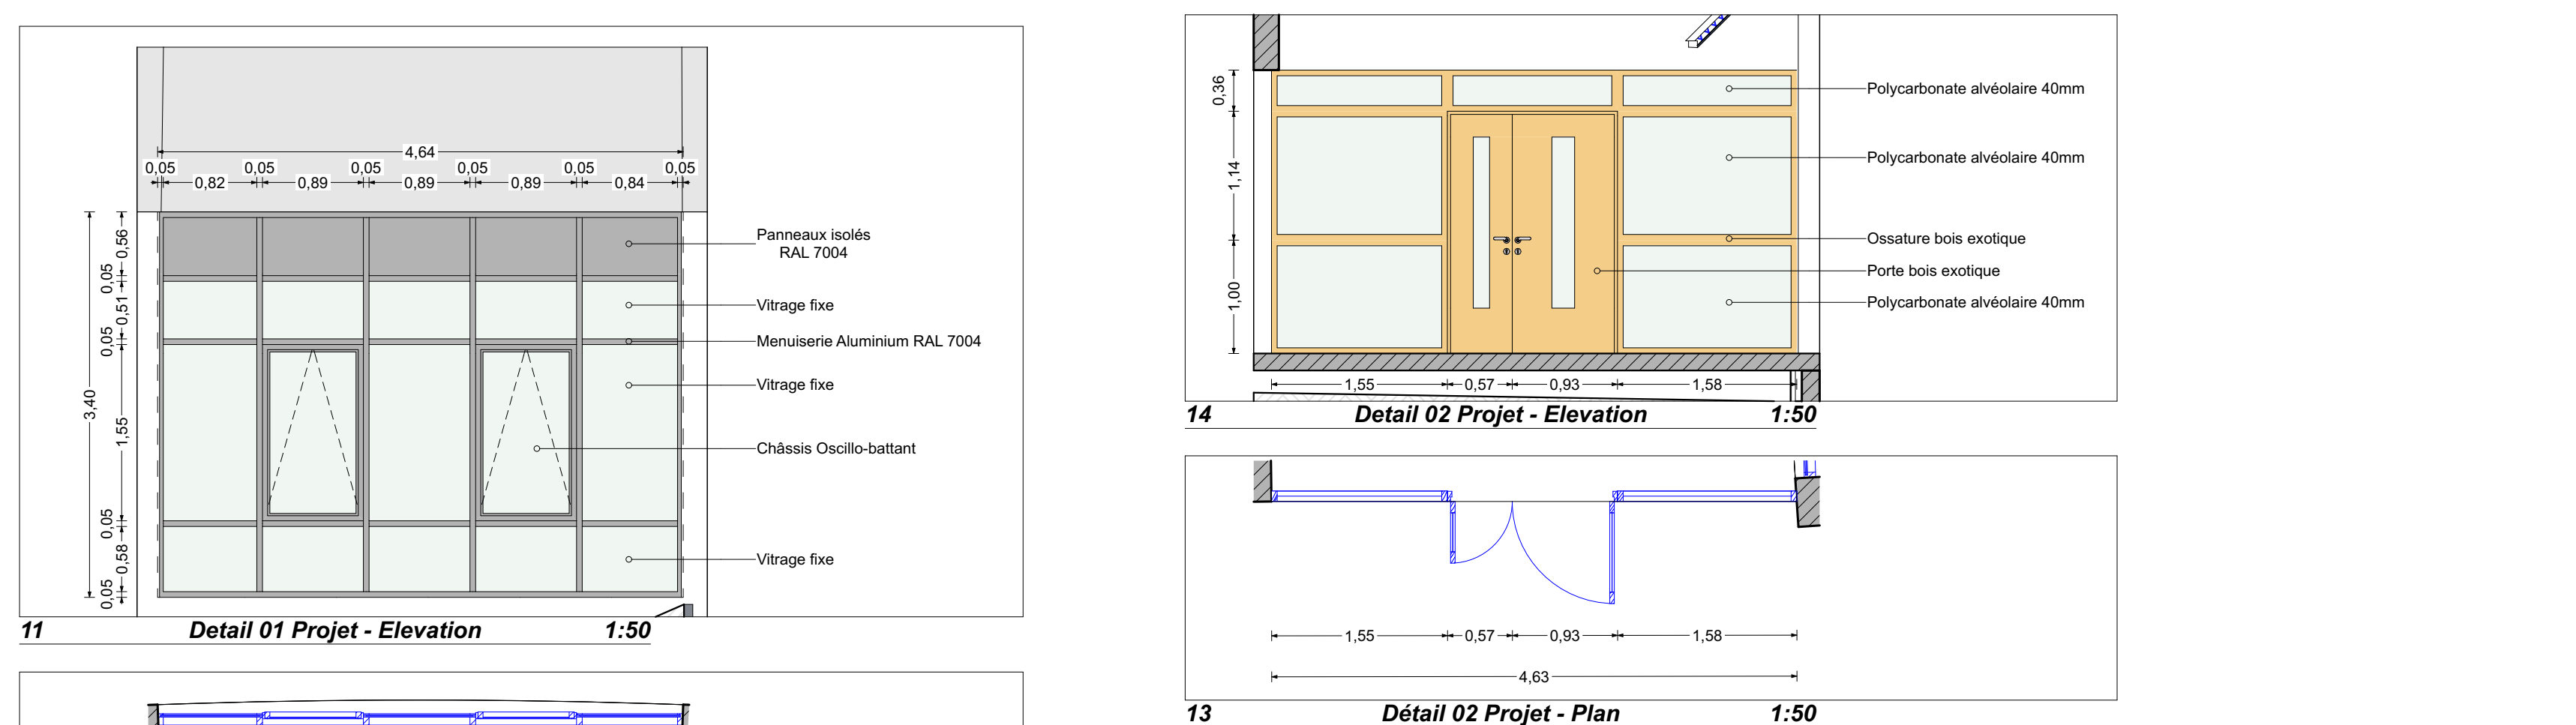 4,64
0,05 0,05 0,05 0,05 0,05 0,05
0,82 0,89 0,89 0,89 0,84
3,40
0,56
0,05
0,51
0,05
1,55
0,05
0,58
0,05
Panneaux isolés
RAL 7004
Vitrage fixe
Menuiserie Aluminium RAL 7004
Vitrage fixe
Châssis Oscillo-battant
Vitrage fixe
11 Detail 01 Projet - Elevation 1:50
0,36
1,14
1,00
Polycarbonate alvéolaire 40mm
Polycarbonate alvéolaire 40mm
Ossature bois exotique
Porte bois exotique
Polycarbonate alvéolaire 40mm
1,55 0,57 0,93 1,58
14 Detail 02 Projet - Elevation 1:50
1,55 0,57 0,93 1,58
4,63
13 Détail 02 Projet - Plan 1:50